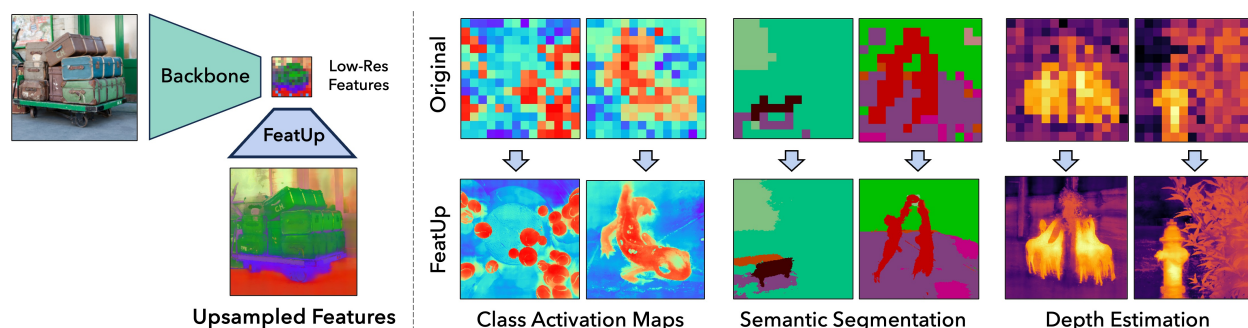 Backbone
Low-Res
Features
FeatUp
Upsampled Features
Original
FeatUp
Class Activation Maps
Semantic Segmentation
Depth Estimation